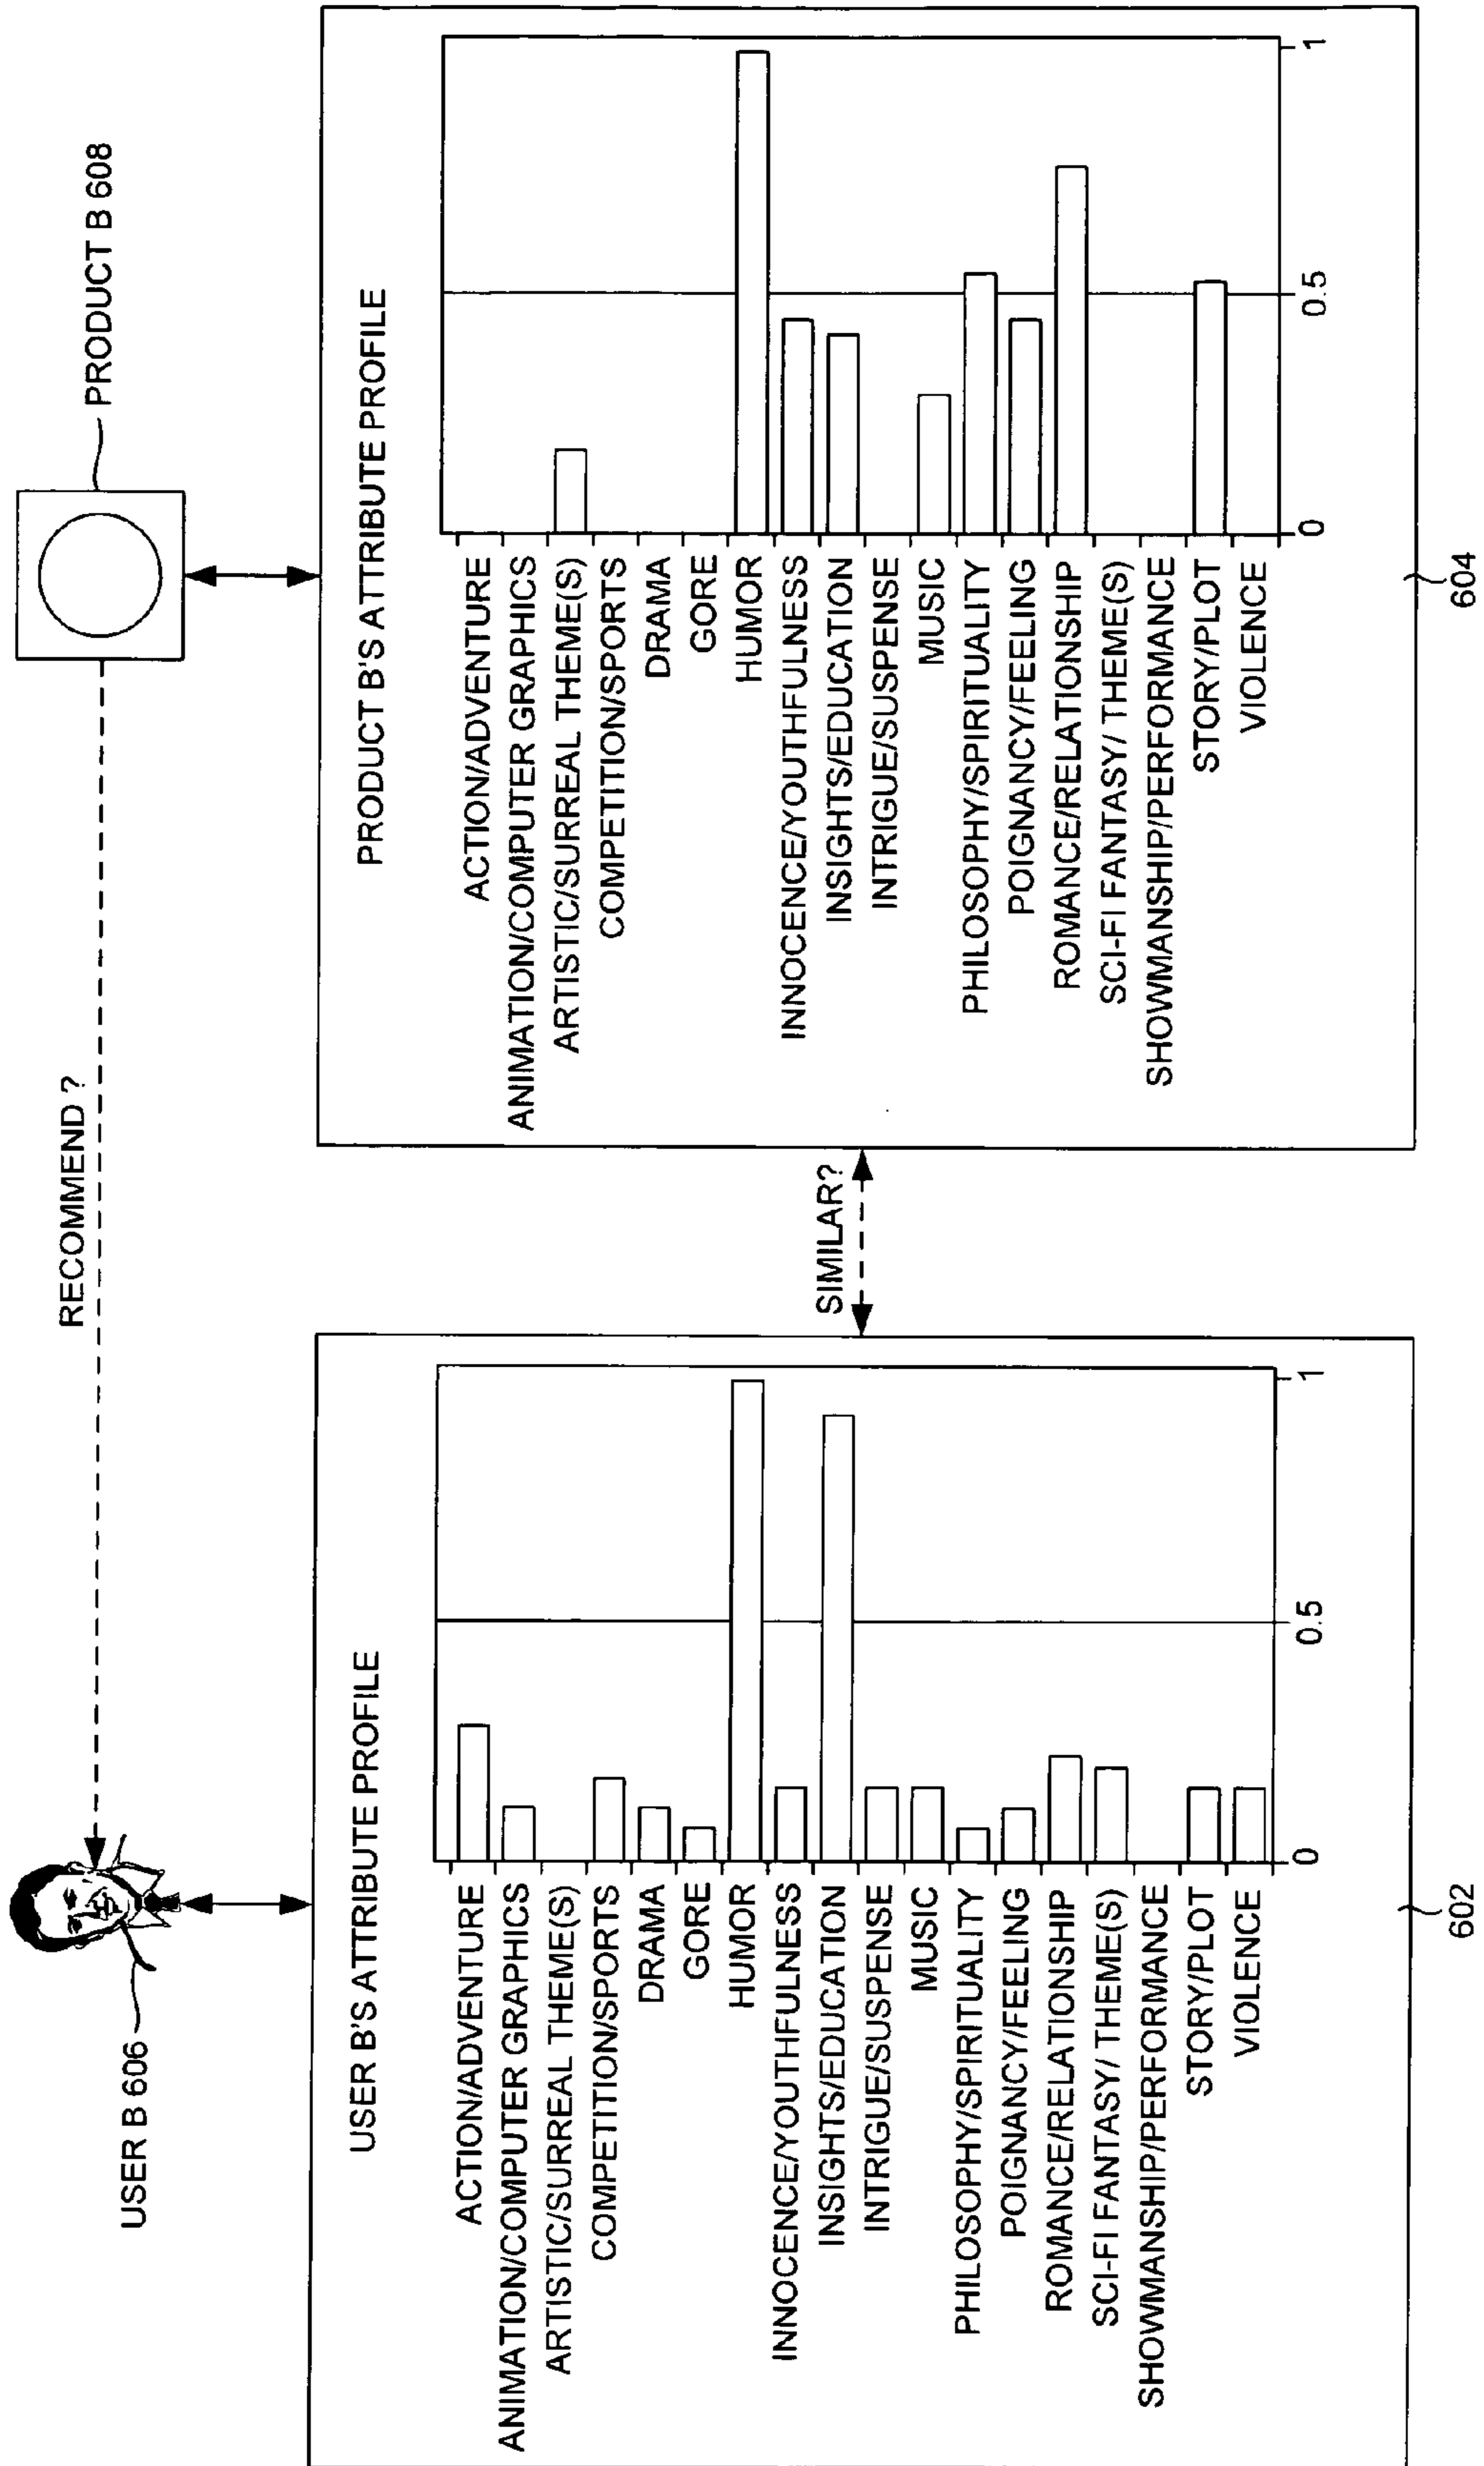 RECOMMEND ?
USER B 606
PRODUCT B 608
USER B'S ATTRIBUTE PROFILE
ACTION/ADVENTURE
ANIMATION/COMPUTER GRAPHICS
ARTISTIC/SURREAL THEME(S)
COMPETITION/SPORTS
DRAMA
GORE
HUMOR
INNOCENCE/YOUTHFULNESS
INSIGHTS/EDUCATION
INTRIGUE/SUSPENSE
MUSIC
PHILOSOPHY/SPIRITUALITY
POIGNANCY/FEELING
ROMANCE/RELATIONSHIP
SCI-FI FANTASY/ THEME(S)
SHOWMANSHIP/PERFORMANCE
STORY/PLOT
VIOLENCE
0 0.5 1
602
SIMILAR?
PRODUCT B'S ATTRIBUTE PROFILE
ACTION/ADVENTURE
ANIMATION/COMPUTER GRAPHICS
ARTISTIC/SURREAL THEME(S)
COMPETITION/SPORTS
DRAMA
GORE
HUMOR
INNOCENCE/YOUTHFULNESS
INSIGHTS/EDUCATION
INTRIGUE/SUSPENSE
MUSIC
PHILOSOPHY/SPIRITUALITY
POIGNANCY/FEELING
ROMANCE/RELATIONSHIP
SCI-FI FANTASY/ THEME(S)
SHOWMANSHIP/PERFORMANCE
STORY/PLOT
VIOLENCE
0 0.5 1
604